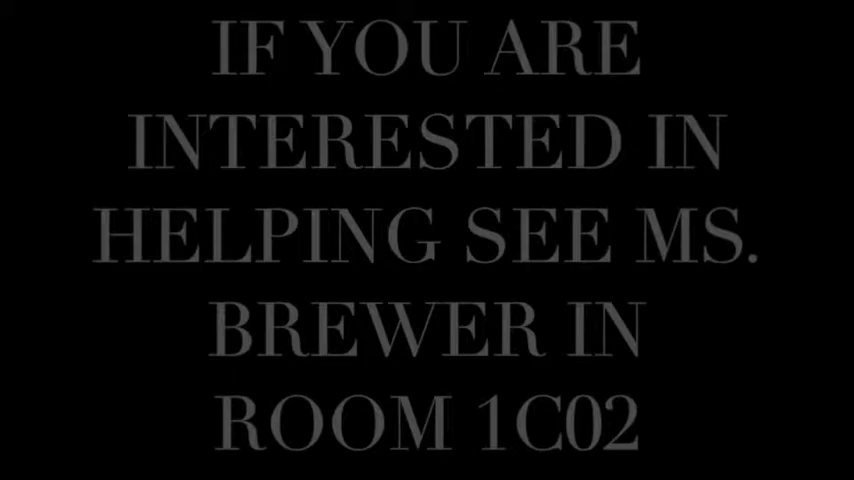 IF YOU ARE
INTERESTED IN
HELPING SEE MS.
BREWER IN
ROOM 1C02